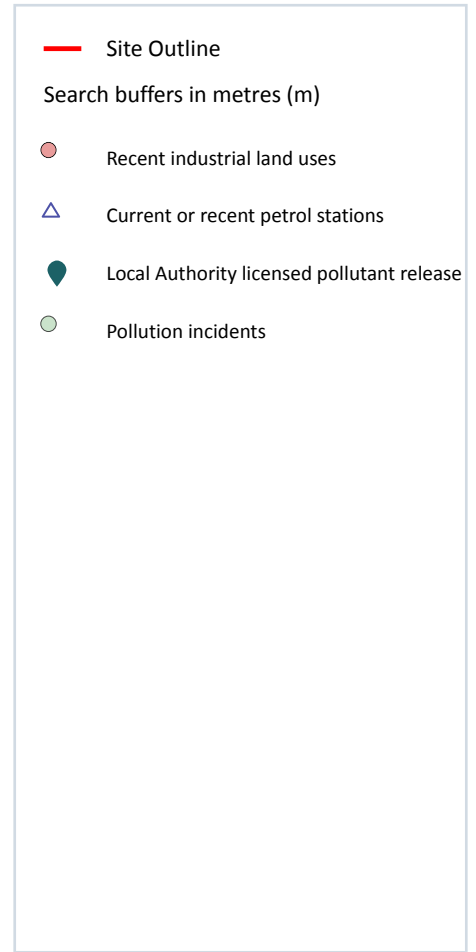 Site Outline
Search buffers in metres (m)
Recent industrial land uses
Current or recent petrol stations
Local Authority licensed pollutant release
Pollution incidents